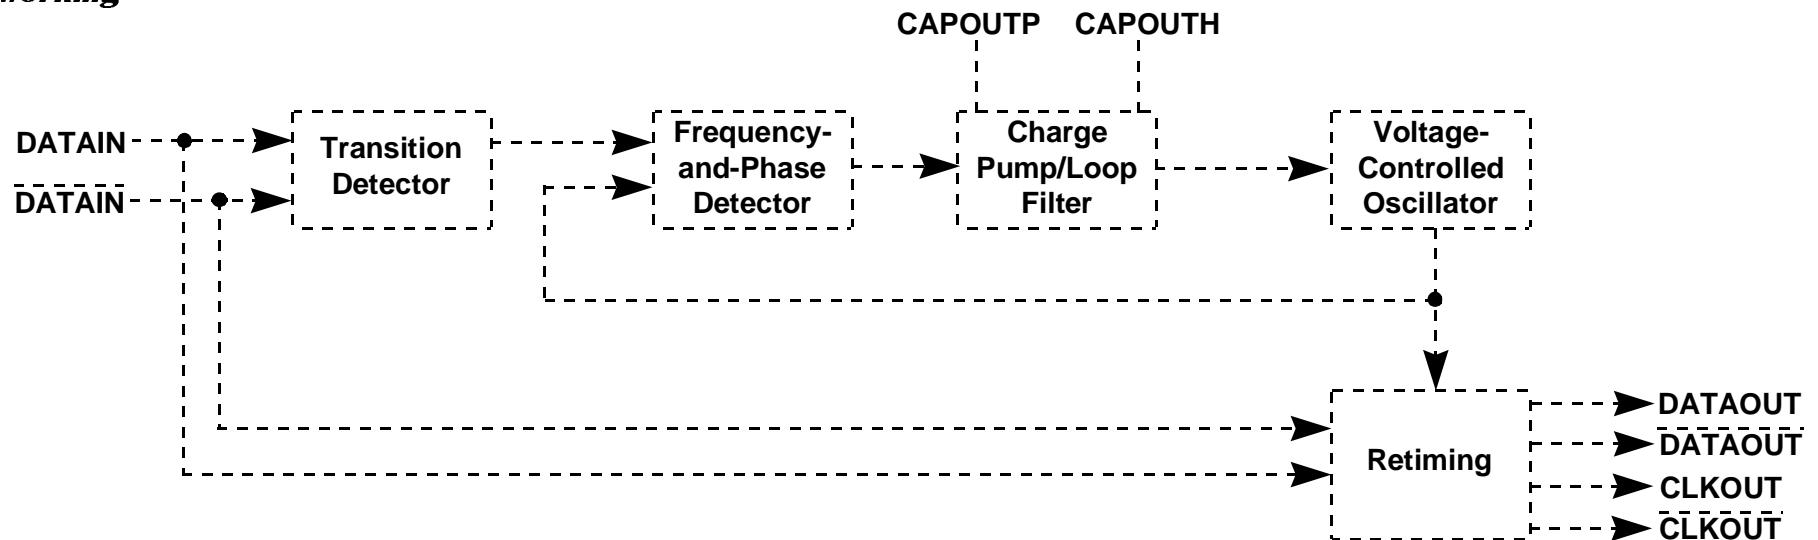 CAPOUTP CAPOUTH
DATAIN
DATAIN
Transition
Detector
Frequency-
and-Phase
Detector
Charge
Pump/Loop
Filter
Voltage-
Controlled
Oscillator
Retiming
DATAOUT
DATAOUT
CLKOUT
CLKOUT